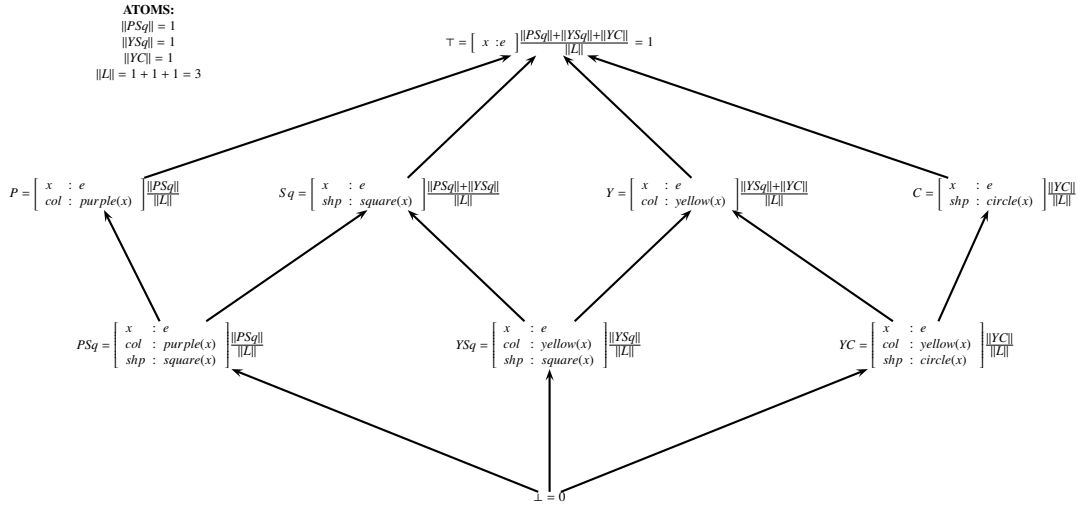 ATOMS:
||PSq|| = 1
||YSq|| = 1
||YC|| = 1
||L|| = 1 + 1 + 1 = 3
⊤ = [ x : e ] ||PSq||+||YSq||+||YC|| / ||L|| = 1
P = [ x : e
col : purple(x) ] ||PSq|| / ||L||
Sq = [ x : e
shp : square(x) ] ||PSq||+||YSq|| / ||L||
Y = [ x : e
col : yellow(x) ] ||YSq||+||YC|| / ||L||
C = [ x : e
shp : circle(x) ] ||YC|| / ||L||
PSq = [ x : e
col : purple(x)
shp : square(x) ] ||PSq|| / ||L||
YSq = [ x : e
col : yellow(x)
shp : square(x) ] ||YSq|| / ||L||
YC = [ x : e
col : yellow(x)
shp : circle(x) ] ||YC|| / ||L||
⊥ = 0